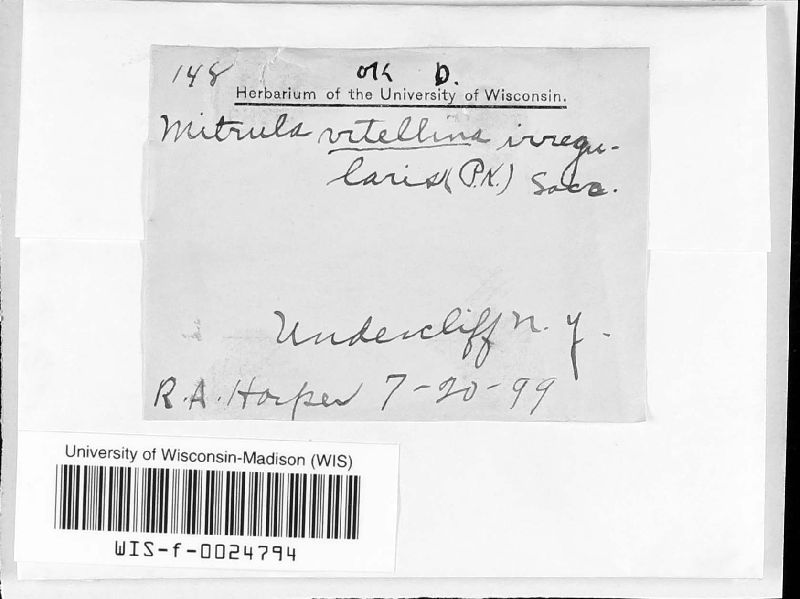 148 OK D.
Herbarium of the University of Wisconsin.
Mitrula vitellina irregu-
laris (P.K.) Sacc.
Undercliff N. Y.
R. A. Harper 7-20-99
University of Wisconsin-Madison (WIS)
WIS-f-0024794